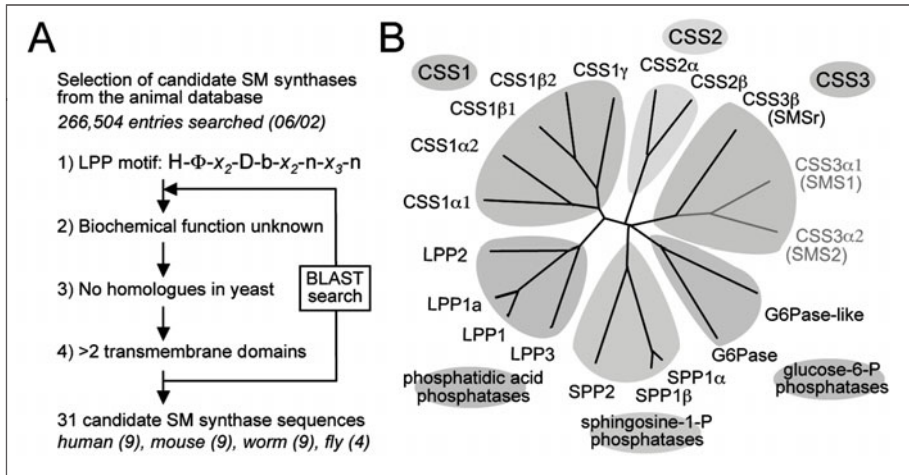 A
Selection of candidate SM synthases
from the animal database
266,504 entries searched (06/02)
1) LPP motif: H-Φ-x2-D-b-x2-n-x3-n
2) Biochemical function unknown
BLAST
search
3) No homologues in yeast
4) >2 transmembrane domains
31 candidate SM synthase sequences
human (9), mouse (9), worm (9), fly (4)
B
CSS2
CSS1
CSS3
CSS1β2
CSS1γ
CSS2α
CSS2β
CSS1β1
CSS3β
(SMSr)
CSS1α2
CSS3α1
(SMS1)
CSS1α1
CSS3α2
(SMS2)
LPP2
LPP1a
LPP1
LPP3
G6Pase-like
G6Pase
SPP2
SPP1α
SPP1β
phosphatidic acid
phosphatases
sphingosine-1-P
phosphatases
glucose-6-P
phosphatases